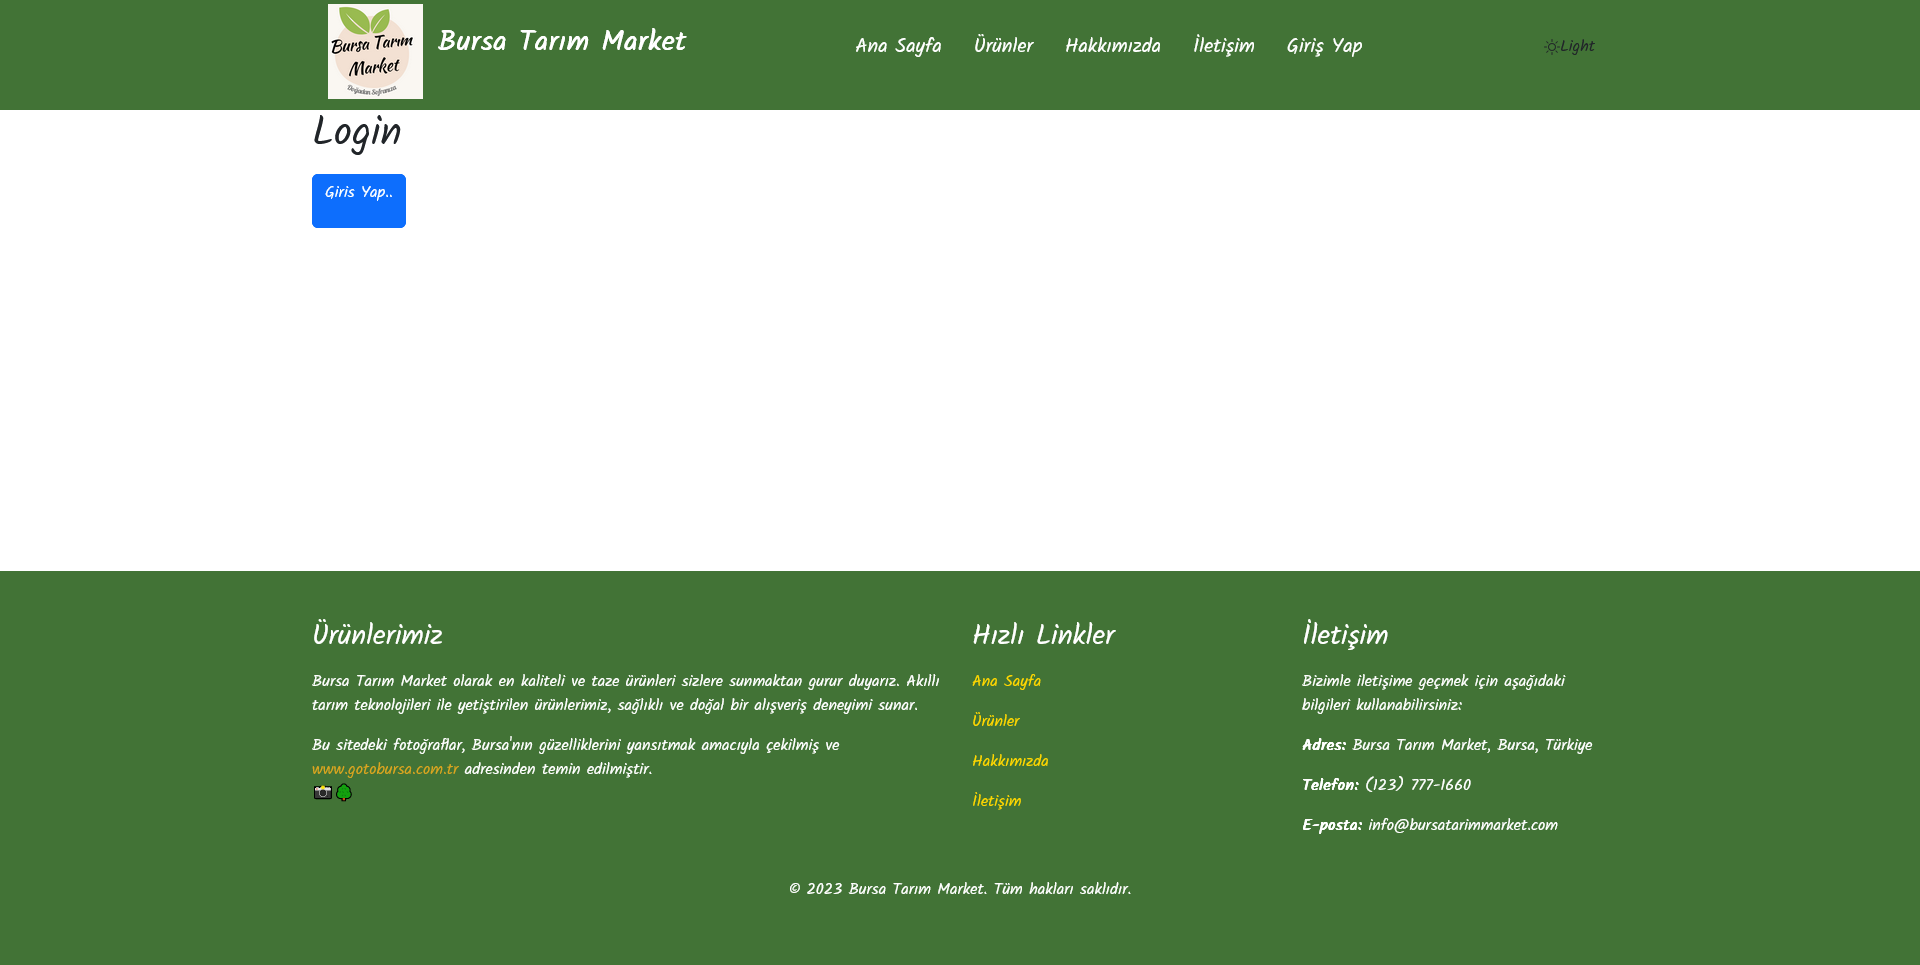 Bursa Tarım
Market
Doğadan Sofranıza
Bursa Tarım Market
Ana Sayfa
Ürünler
Hakkımızda
İletişim
Giriş Yap
Light
Login
Giris Yap..
Ürünlerimiz
Bursa Tarım Market olarak en kaliteli ve taze ürünleri sizlere sunmaktan gurur duyarız. Akıllı
tarım teknolojileri ile yetiştirilen ürünlerimiz, sağlıklı ve doğal bir alışveriş deneyimi sunar.
Bu sitedeki fotoğraflar, Bursa'nın güzelliklerini yansıtmak amacıyla çekilmiş ve
www.gotobursa.com.tr adresinden temin edilmiştir.
Hızlı Linkler
Ana Sayfa
Ürünler
Hakkımızda
İletişim
İletişim
Bizimle iletişime geçmek için aşağıdaki
bilgileri kullanabilirsiniz:
Adres: Bursa Tarım Market, Bursa, Türkiye
Telefon: (123) 777-1660
E-posta: info@bursatarimmarket.com
© 2023 Bursa Tarım Market. Tüm hakları saklıdır.